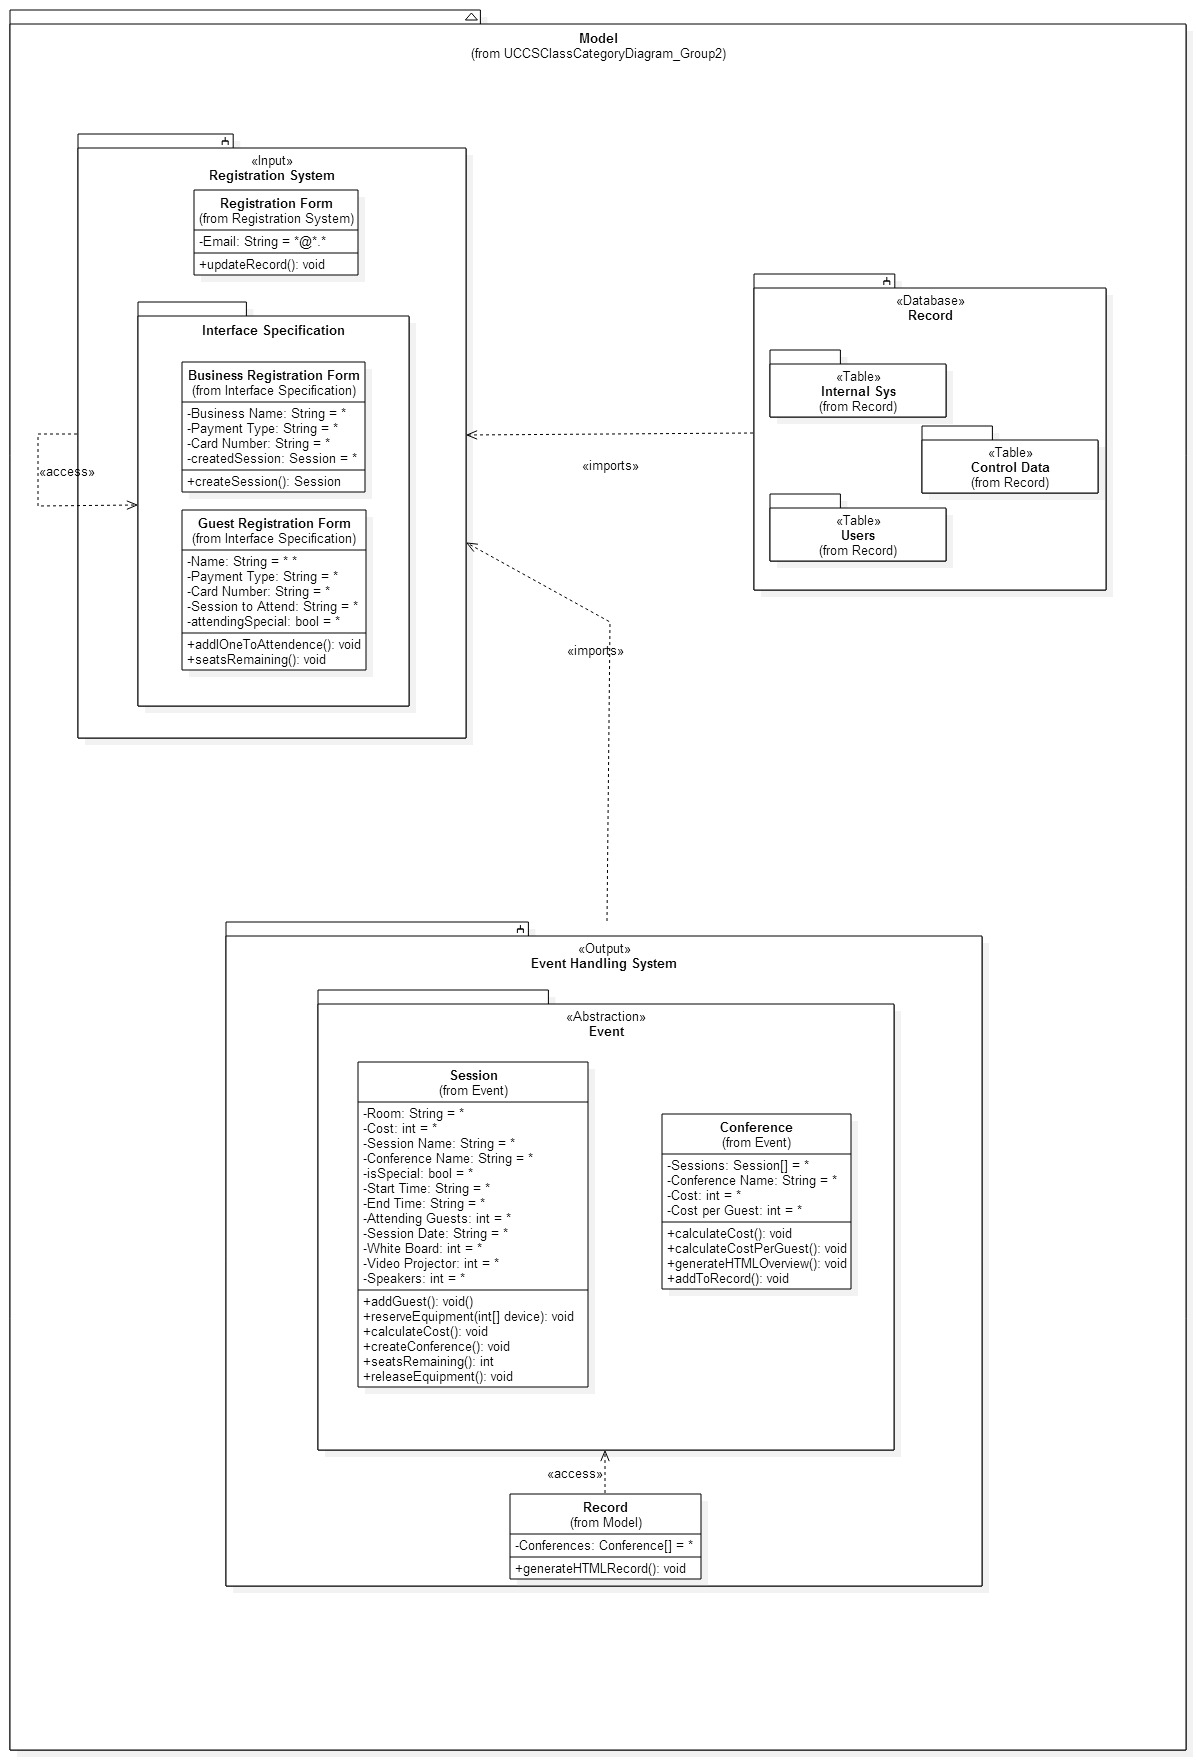 Model
(from UCCSClassCategoryDiagram_Group2)
«Input»
Registration System
Registration Form
(from Registration System)
-Email: String = *@*.*
+updateRecord(): void
Interface Specification
Business Registration Form
(from Interface Specification)
-Business Name: String = *
-Payment Type: String = *
-Card Number: String = *
-createdSession: Session = *
+createSession(): Session
«access»
Guest Registration Form
(from Interface Specification)
-Name: String = * *
-Payment Type: String = *
-Card Number: String = *
-Session to Attend: String = *
-attendingSpecial: bool = *
+addlOneToAttendence(): void
+seatsRemaining(): void
«imports»
«imports»
«Database»
Record
«Table»
Internal Sys
(from Record)
«Table»
Control Data
(from Record)
«Table»
Users
(from Record)
«Output»
Event Handling System
«Abstraction»
Event
Session
(from Event)
-Room: String = *
-Cost: int = *
-Session Name: String = *
-Conference Name: String = *
-isSpecial: bool = *
-Start Time: String = *
-End Time: String = *
-Attending Guests: int = *
-Session Date: String = *
-White Board: int = *
-Video Projector: int = *
-Speakers: int = *
+addGuest(): void()
+reserveEquipment(int[] device): void
+calculateCost(): void
+createConference(): void
+seatsRemaining(): int
+releaseEquipment(): void
Conference
(from Event)
-Sessions: Session[] = *
-Conference Name: String = *
-Cost: int = *
-Cost per Guest: int = *
+calculateCost(): void
+calculateCostPerGuest(): void
+generateHTMLOverview(): void
+addToRecord(): void
«access»
Record
(from Model)
-Conferences: Conference[] = *
+generateHTMLRecord(): void